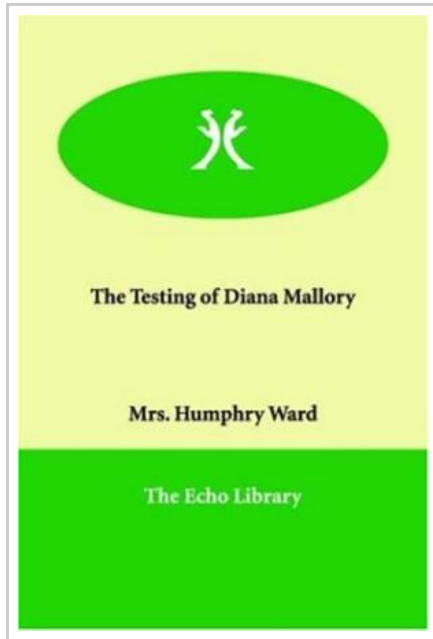 The Testing of Diana Mallory
Mrs. Humphry Ward
The Echo Library